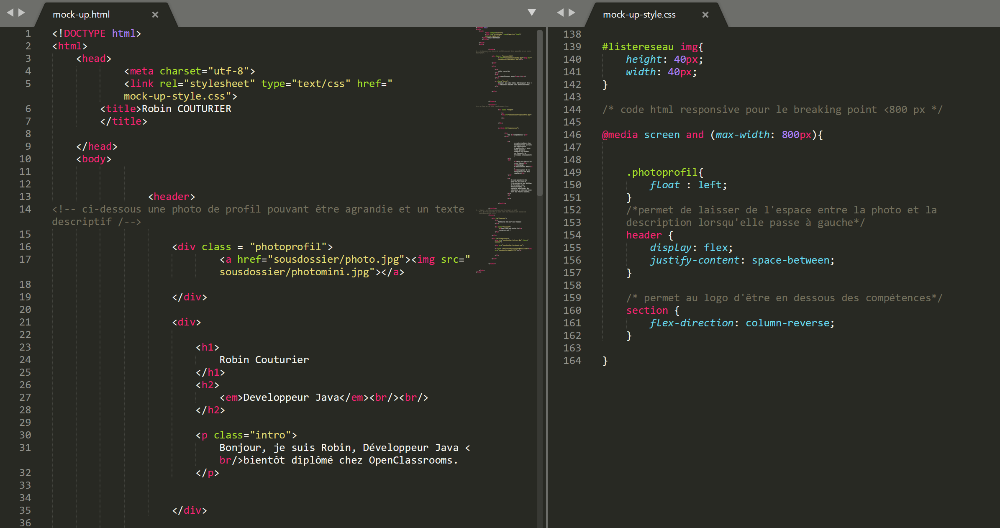 mock-up.html
1 <!DOCTYPE html>
2 <html>
3 <head>
4 <meta charset="utf-8">
5 <link rel="stylesheet" type="text/css" href="
mock-up-style.css">
6 <title>Robin COUTURIER
7 </title>
8
9 </head>
10 <body>
11
12
13 <header>
14 <!-- ci-dessous une photo de profil pouvant être agrandie et un texte
descriptif /-->
15
16 <div class = "photoprofil">
17 <a href="sousdossier/photo.jpg"><img src="
sousdossier/photomini.jpg"></a>
18
19 </div>
20
21 <div>
22
23 <h1>
24 Robin Couturier
25 </h1>
26 <h2>
27 <em>Developpeur Java</em><br/><br/>
28 </h2>
29
30 <p class="intro">
31 Bonjour, je suis Robin, Développeur Java <
br/>bientôt diplômé chez OpenClassrooms.
32 </p>
33
34
35 </div>
36
mock-up-style.css
138
139 #listereseau img{
140 height: 40px;
141 width: 40px;
142 }
143
144 /* code html responsive pour le breaking point <800 px */
145
146 @media screen and (max-width: 800px){
147
148
149 .photoprofil{
150 float : left;
151 }
152 /*permet de laisser de l'espace entre la photo et la
153 description lorsqu'elle passe à gauche*/
154 header {
155 display: flex;
156 justify-content: space-between;
157 }
158
159 /* permet au logo d'être en dessous des compétences*/
160 section {
161 flex-direction: column-reverse;
162 }
163
164 }